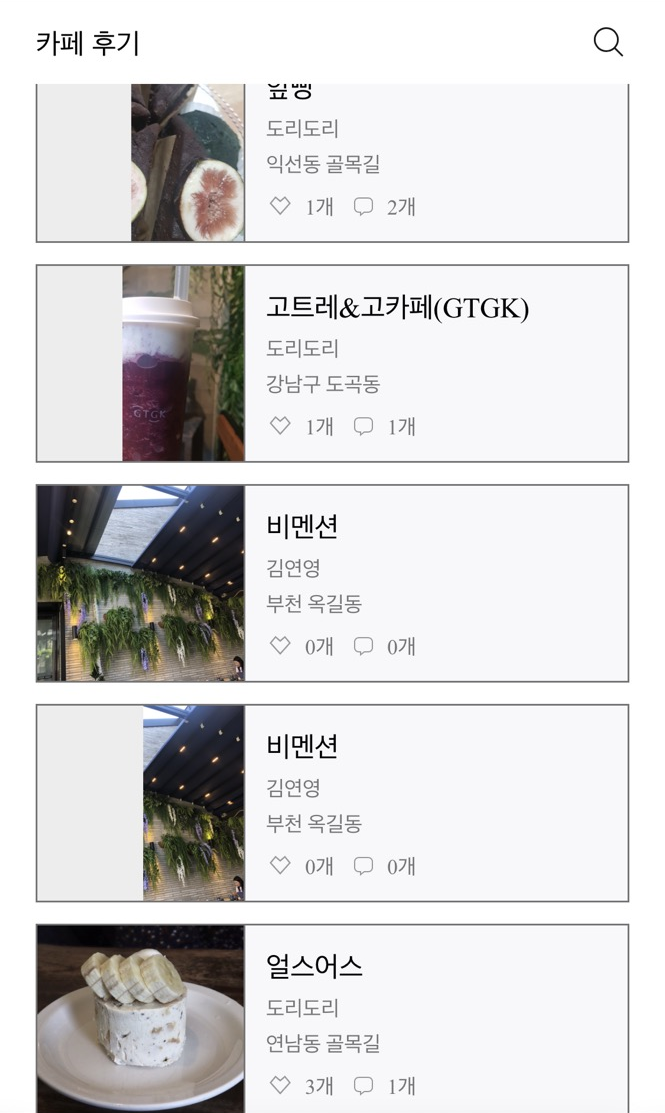 카페 후기
앞뺑
도리도리
익선동 골목길
1개 2개
고트레&고카페(GTGK)
도리도리
강남구 도곡동
GTGK
1개 1개
비멘션
김연영
부천 옥길동
0개 0개
비멘션
김연영
부천 옥길동
0개 0개
얼스어스
도리도리
연남동 골목길
3개 1개